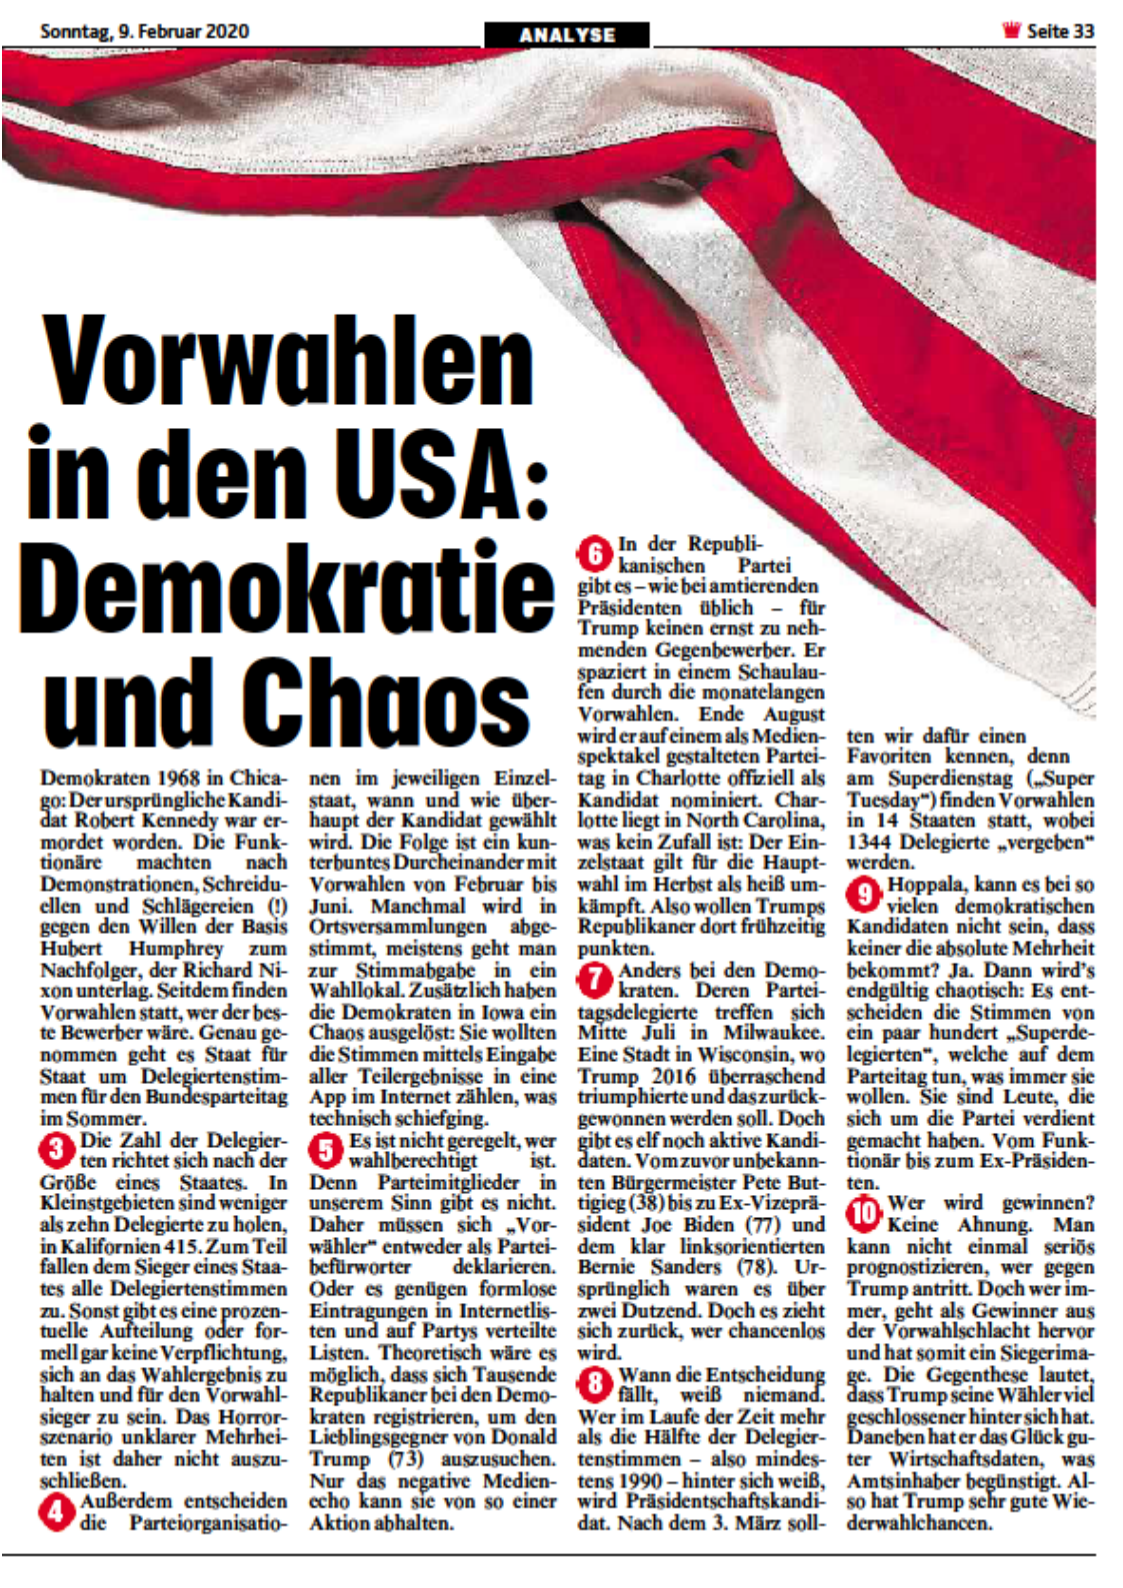 Sonntag, 9. Februar 2020
ANALYSE
Seite 33
Vorwahlen
in den USA:
Demokratie
und Chaos
Demokraten 1968 in Chica-
go: Der ursprüngliche Kandi-
dat Robert Kennedy war er-
mordet worden. Die Funk-
tionäre machten nach
Demonstrationen, Schreidu-
ellen und Schlägereien (!)
gegen den Willen der Basis
Hubert Humphrey zum
Nachfolger, der Richard Ni-
xon unterlag. Seitdem finden
Vorwahlen statt, wer der bes-
te Bewerber wäre. Genau ge-
nommen geht es Staat für
Staat um Delegiertenstim-
men für den Bundesparteitag
im Sommer.
3 Die Zahl der Delegier-
ten richtet sich nach der
Größe eines Staates. In
Kleinstgebieten sind weniger
als zehn Delegierte zu holen,
in Kalifornien 415. Zum Teil
fallen dem Sieger eines Staa-
tes alle Delegiertenstimmen
zu. Sonst gibt es eine prozen-
tuelle Aufteilung oder for-
mell gar keine Verpflichtung,
sich an das Wahlergebnis zu
halten und für den Vorwahl-
sieger zu sein. Das Horror-
szenario unklarer Mehrhei-
ten ist daher nicht auszu-
schließen.
4 Außerdem entscheiden
die Parteiorganisatio-
nen im jeweiligen Einzel-
staat, wann und wie über-
haupt der Kandidat gewählt
wird. Die Folge ist ein kun-
terbuntes Durcheinander mit
Vorwahlen von Februar bis
Juni. Manchmal wird in
Ortsversammlungen abge-
stimmt, meistens geht man
zur Stimmabgabe in ein
Wahllokal. Zusätzlich haben
die Demokraten in Iowa ein
Chaos ausgelöst: Sie wollten
die Stimmen mittels Eingabe
aller Teilergebnisse in eine
App im Internet zählen, was
technisch schiefging.
5 Es ist nicht geregelt, wer
wahlberechtigt ist.
Denn Parteimitglieder in
unserem Sinn gibt es nicht.
Daher müssen sich „Vor-
wähler“ entweder als Partei-
befürworter deklarieren.
Oder es genügen formlose
Eintragungen in Internetlis-
ten und auf Partys verteilte
Listen. Theoretisch wäre es
möglich, dass sich Tausende
Republikaner bei den Demo-
kraten registrieren, um den
Lieblingsgegner von Donald
Trump (73) auszusuchen.
Nur das negative Medien-
echo kann sie von so einer
Aktion abhalten.
6 In der Republi-
kanischen Partei
gibt es – wie bei amtierenden
Präsidenten üblich – für
Trump keinen ernst zu neh-
menden Gegenbewerber. Er
spaziert in einem Schaulau-
fen durch die monatelangen
Vorwahlen. Ende August
wird er auf einem als Medien-
spektakel gestalteten Partei-
tag in Charlotte offiziell als
Kandidat nominiert. Char-
lotte liegt in North Carolina,
was kein Zufall ist: Der Ein-
zelstaat gilt für die Haupt-
wahl im Herbst als heiß um-
kämpft. Also wollen Trumps
Republikaner dort frühzeitig
punkten.
7 Anders bei den Demo-
kraten. Deren Partei-
tagsdelegierte treffen sich
Mitte Juli in Milwaukee.
Eine Stadt in Wisconsin, wo
Trump 2016 überraschend
triumphierte und das zurück-
gewonnen werden soll. Doch
gibt es elf noch aktive Kandi-
daten. Vom zuvor unbekann-
ten Bürgermeister Pete But-
tigieg (38) bis zu Ex-Vizeprä-
sident Joe Biden (77) und
dem klar linksorientierten
Bernie Sanders (78). Ur-
sprünglich waren es über
zwei Dutzend. Doch es zieht
sich zurück, wer chancenlos
wird.
8 Wann die Entscheidung
fällt, weiß niemand.
Wer im Laufe der Zeit mehr
als die Hälfte der Delegier-
tenstimmen – also mindes-
tens 1990 – hinter sich weiß,
wird Präsidentschaftskandi-
dat. Nach dem 3. März soll-
ten wir dafür einen
Favoriten kennen, denn
am Superdienstag („Super
Tuesday“) finden Vorwahlen
in 14 Staaten statt, wobei
1344 Delegierte „vergeben“
werden.
9 Hoppala, kann es bei so
vielen demokratischen
Kandidaten nicht sein, dass
keiner die absolute Mehrheit
bekommt? Ja. Dann wird’s
endgültig chaotisch: Es ent-
scheiden die Stimmen von
ein paar hundert „Superde-
legierten“, welche auf dem
Parteitag tun, was immer sie
wollen. Sie sind Leute, die
sich um die Partei verdient
gemacht haben. Vom Funk-
tionär bis zum Ex-Präsiden-
ten.
10 Wer wird gewinnen?
Keine Ahnung. Man
kann nicht einmal seriös
prognostizieren, wer gegen
Trump antritt. Doch wer im-
mer, geht als Gewinner aus
der Vorwahlschlacht hervor
und hat somit ein Siegerima-
ge. Die Gegenthese lautet,
dass Trump seine Wähler viel
geschlossener hinter sich hat.
Daneben hat er das Glück gu-
ter Wirtschaftsdaten, was
Amtsinhaber begünstigt. Al-
so hat Trump sehr gute Wie-
derwahlchancen.